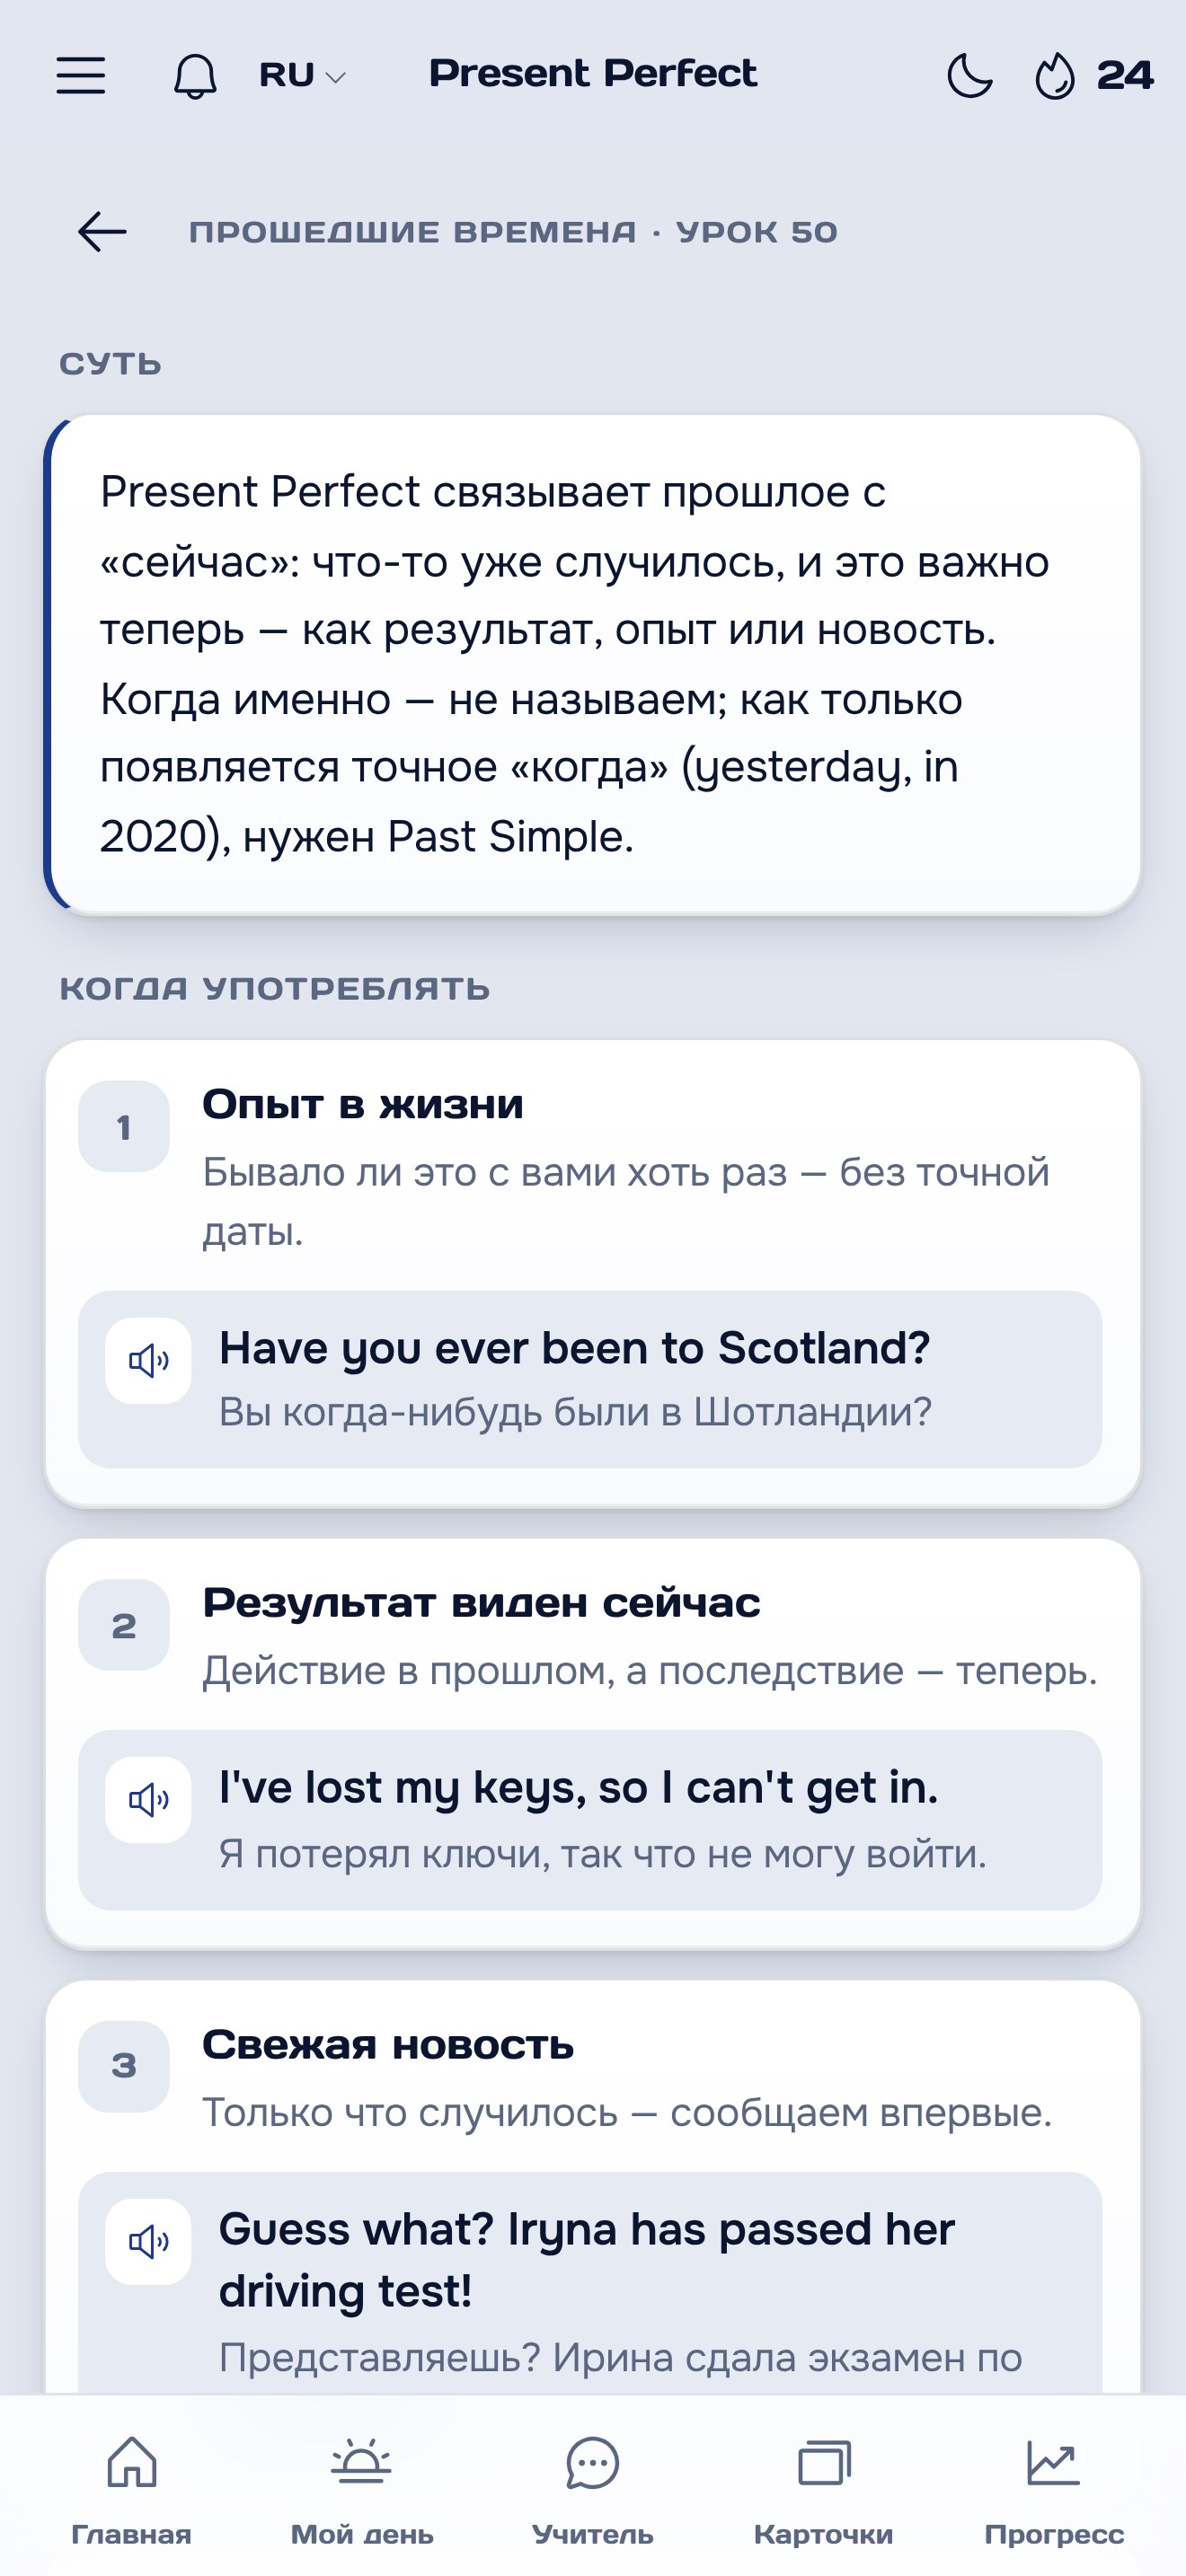 RU
Present Perfect
24
ПРОШЕДШИЕ ВРЕМЕНА · УРОК 50
СУТЬ
Present Perfect связывает прошлое с
«сейчас»: что-то уже случилось, и это важно
теперь — как результат, опыт или новость.
Когда именно — не называем; как только
появляется точное «когда» (yesterday, in
2020), нужен Past Simple.
КОГДА УПОТРЕБЛЯТЬ
1
Опыт в жизни
Бывало ли это с вами хоть раз — без точной
даты.
Have you ever been to Scotland?
Вы когда-нибудь были в Шотландии?
2
Результат виден сейчас
Действие в прошлом, а последствие — теперь.
I've lost my keys, so I can't get in.
Я потерял ключи, так что не могу войти.
3
Свежая новость
Только что случилось — сообщаем впервые.
Guess what? Iryna has passed her
driving test!
Представляешь? Ирина сдала экзамен по
Главная
Мой день
Учитель
Карточки
Прогресс